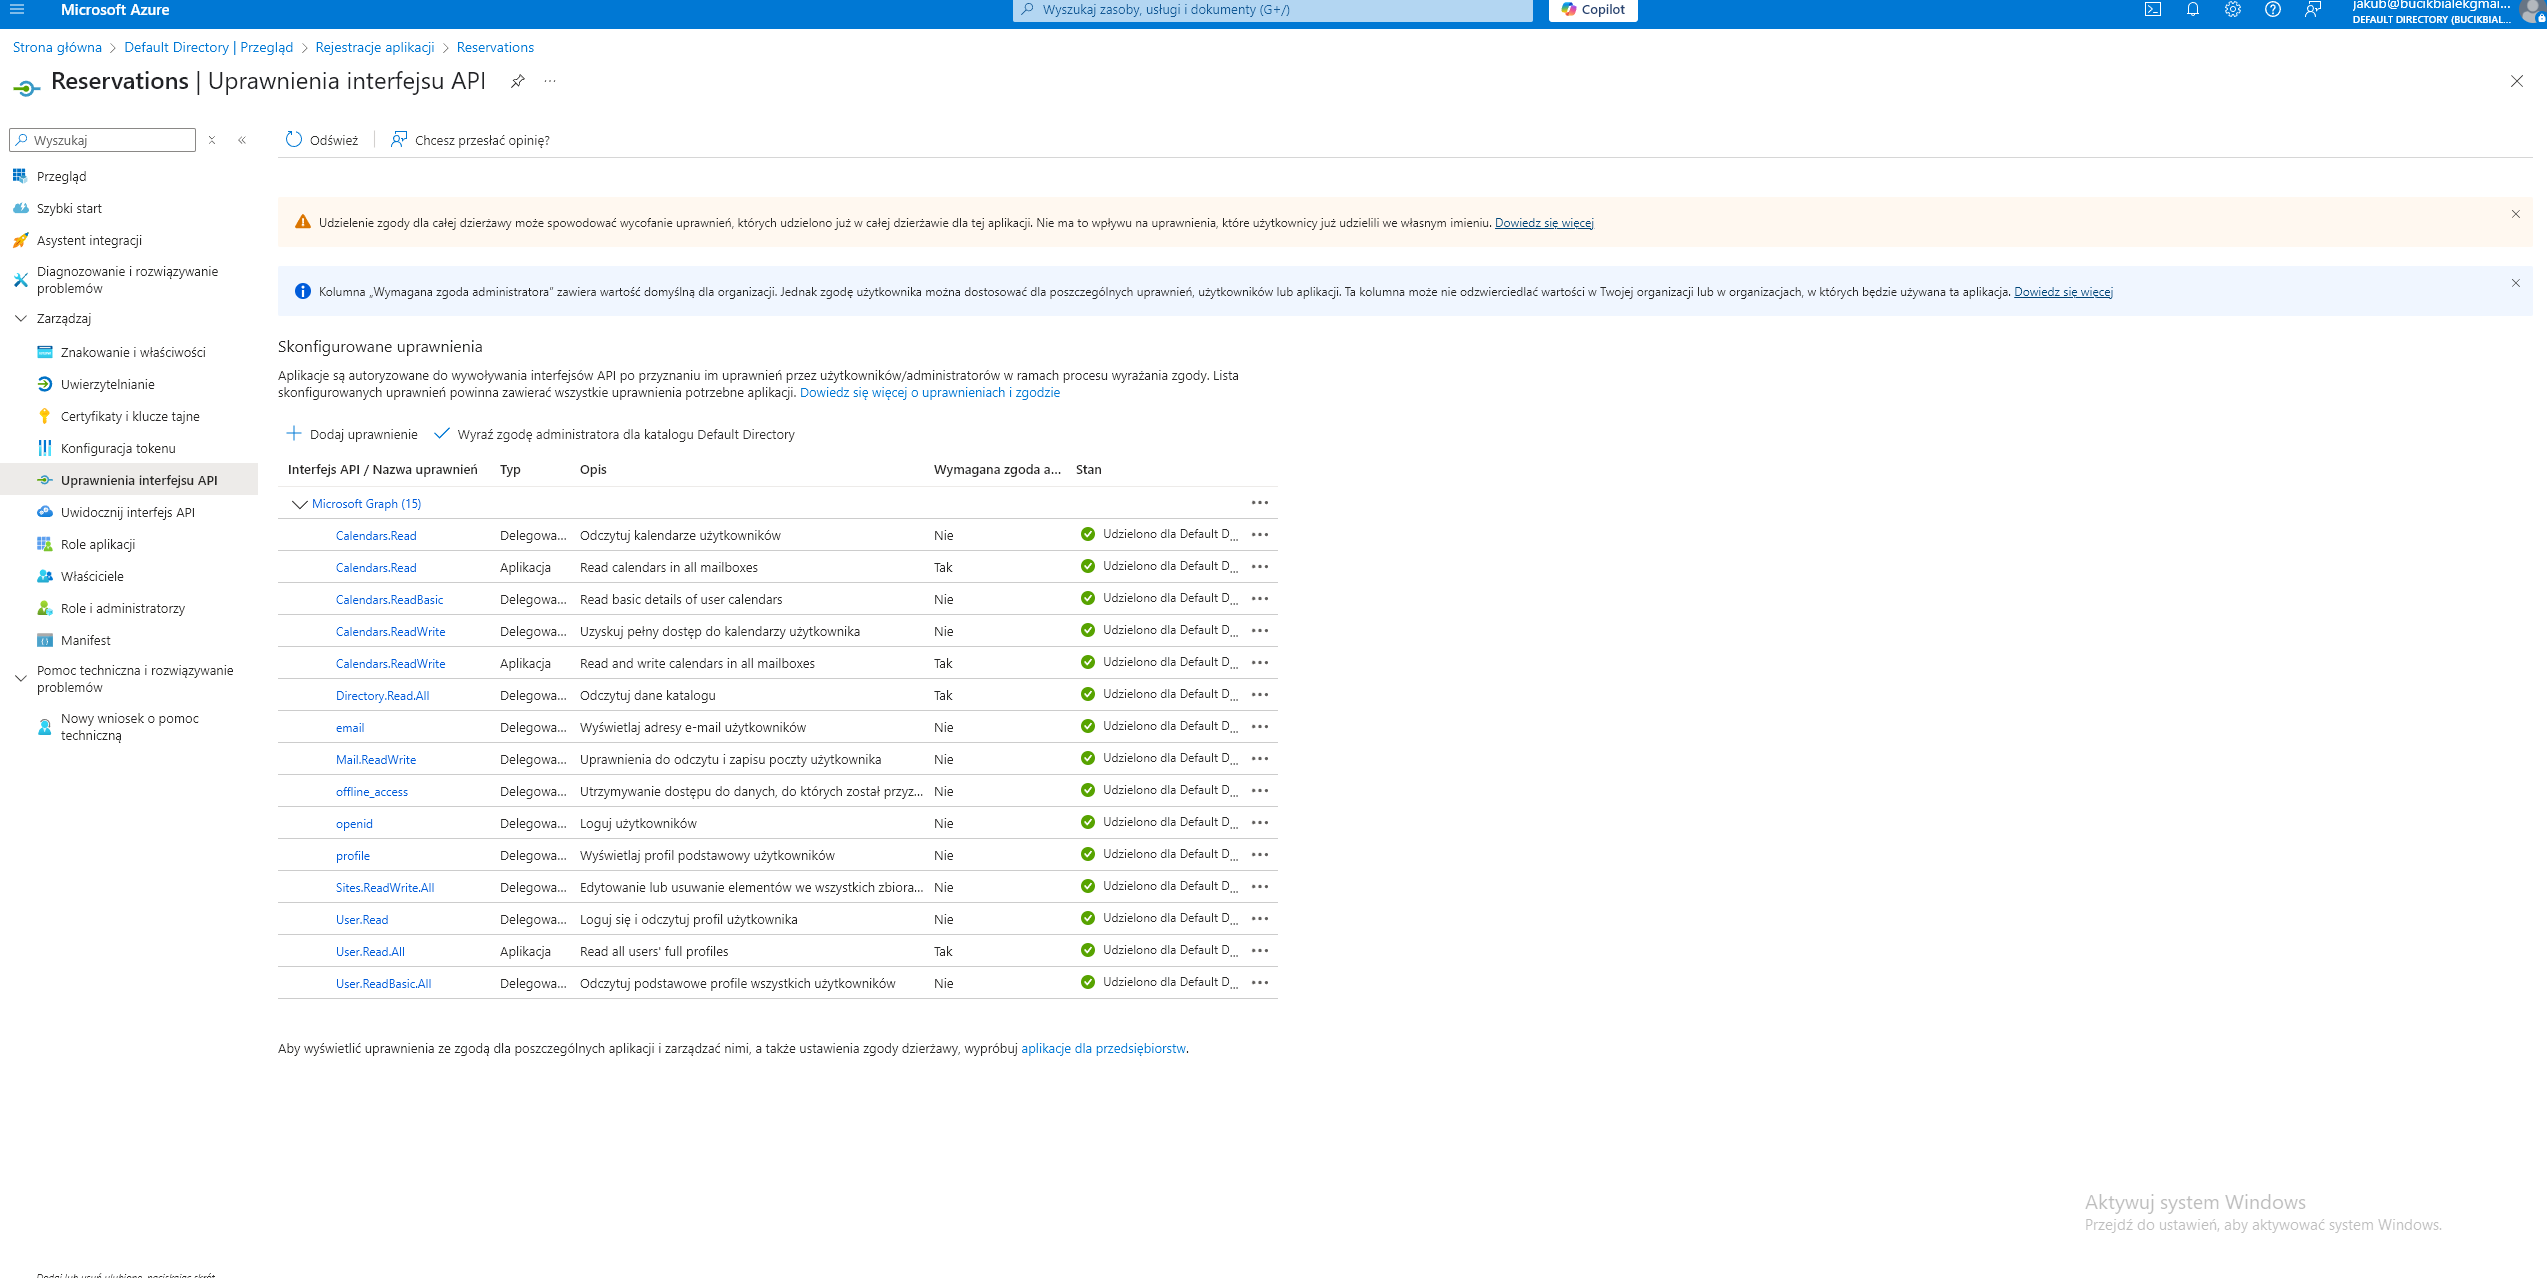 Microsoft Azure
Wyszukaj zasoby, usługi i dokumenty (G+/)
Copilot
jakub@bucikbialekgmai...
DEFAULT DIRECTORY (BUCIKBIAL...
Strona główna > Default Directory | Przegląd > Rejestracje aplikacji > Reservations
Reservations | Uprawnienia interfejsu API
Wyszukaj
Odśwież
Chcesz przesłać opinię?
Przegląd
Szybki start
Asystent integracji
Diagnozowanie i rozwiązywanie
problemów
Zarządzaj
Znakowanie i właściwości
Uwierzytelnianie
Certyfikaty i klucze tajne
Konfiguracja tokenu
Uprawnienia interfejsu API
Uwidocznij interfejs API
Role aplikacji
Właściciele
Role i administratorzy
Manifest
Pomoc techniczna i rozwiązywanie
problemów
Nowy wniosek o pomoc
techniczną
Udzielenie zgody dla całej dzierżawy może spowodować wycofanie uprawnień, których udzielono już w całej dzierżawie dla tej aplikacji. Nie ma to wpływu na uprawnienia, które użytkownicy już udzielili we własnym imieniu. Dowiedz się więcej
Kolumna „Wymagana zgoda administratora” zawiera wartość domyślną dla organizacji. Jednak zgodę użytkownika można dostosować dla poszczególnych uprawnień, użytkowników lub aplikacji. Ta kolumna może nie odzwierciedlać wartości w Twojej organizacji lub w organizacjach, w których będzie używana ta aplikacja. Dowiedz się więcej
Skonfigurowane uprawnienia
Aplikacje są autoryzowane do wywoływania interfejsów API po przyznaniu im uprawnień przez użytkowników/administratorów w ramach procesu wyrażania zgody. Lista
skonfigurowanych uprawnień powinna zawierać wszystkie uprawnienia potrzebne aplikacji. Dowiedz się więcej o uprawnieniach i zgodzie
Dodaj uprawnienie
Wyraź zgodę administratora dla katalogu Default Directory
Interfejs API / Nazwa uprawnień Typ Opis Wymagana zgoda a... Stan
Microsoft Graph (15)
Calendars.Read Delegowa... Odczytuj kalendarze użytkowników Nie Udzielono dla Default D...
Calendars.Read Aplikacja Read calendars in all mailboxes Tak Udzielono dla Default D...
Calendars.ReadBasic Delegowa... Read basic details of user calendars Nie Udzielono dla Default D...
Calendars.ReadWrite Delegowa... Uzyskuj pełny dostęp do kalendarzy użytkownika Nie Udzielono dla Default D...
Calendars.ReadWrite Aplikacja Read and write calendars in all mailboxes Tak Udzielono dla Default D...
Directory.Read.All Delegowa... Odczytuj dane katalogu Tak Udzielono dla Default D...
email Delegowa... Wyświetlaj adresy e-mail użytkowników Nie Udzielono dla Default D...
Mail.ReadWrite Delegowa... Uprawnienia do odczytu i zapisu poczty użytkownika Nie Udzielono dla Default D...
offline_access Delegowa... Utrzymywanie dostępu do danych, do których został przyz... Nie Udzielono dla Default D...
openid Delegowa... Loguj użytkowników Nie Udzielono dla Default D...
profile Delegowa... Wyświetlaj profil podstawowy użytkowników Nie Udzielono dla Default D...
Sites.ReadWrite.All Delegowa... Edytowanie lub usuwanie elementów we wszystkich zbiora... Nie Udzielono dla Default D...
User.Read Delegowa... Loguj się i odczytuj profil użytkownika Nie Udzielono dla Default D...
User.Read.All Aplikacja Read all users' full profiles Tak Udzielono dla Default D...
User.ReadBasic.All Delegowa... Odczytuj podstawowe profile wszystkich użytkowników Nie Udzielono dla Default D...
Aby wyświetlić uprawnienia ze zgodą dla poszczególnych aplikacji i zarządzać nimi, a także ustawienia zgody dzierżawy, wypróbuj aplikacje dla przedsiębiorstw.
Aktywuj system Windows
Przejdź do ustawień, aby aktywować system Windows.
Dodaj lub usuń ulubione, naciskając skrót